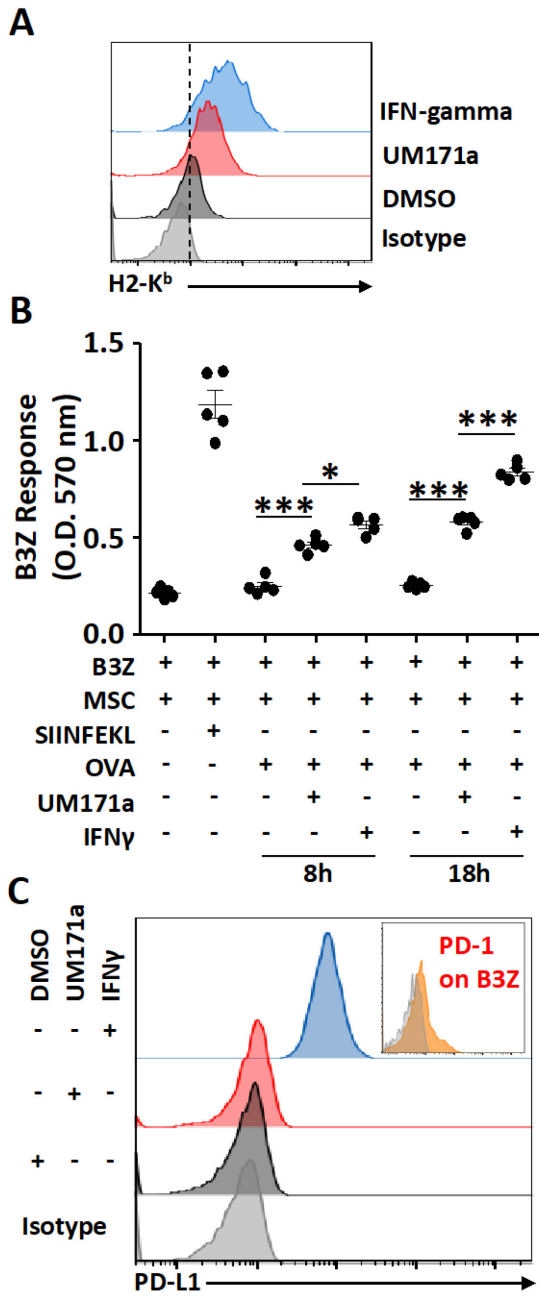 A
IFN-gamma
UM171a
DMSO
Isotype
H2-Kᵇ
B
B3Z Response
(O.D. 570 nm)
1.5
1.0
0.5
0.0
***
*
***
***
B3Z + + + + + + + +
MSC + + + + + + + +
SIINFEKL - + - - - - - -
OVA - - + + + + + +
UM171a - - - + - - + -
IFNγ - - - - + - - +
8h 18h
C
DMSO UM171a IFNγ
- - +
- + -
+ - -
Isotype
PD-1
on B3Z
PD-L1